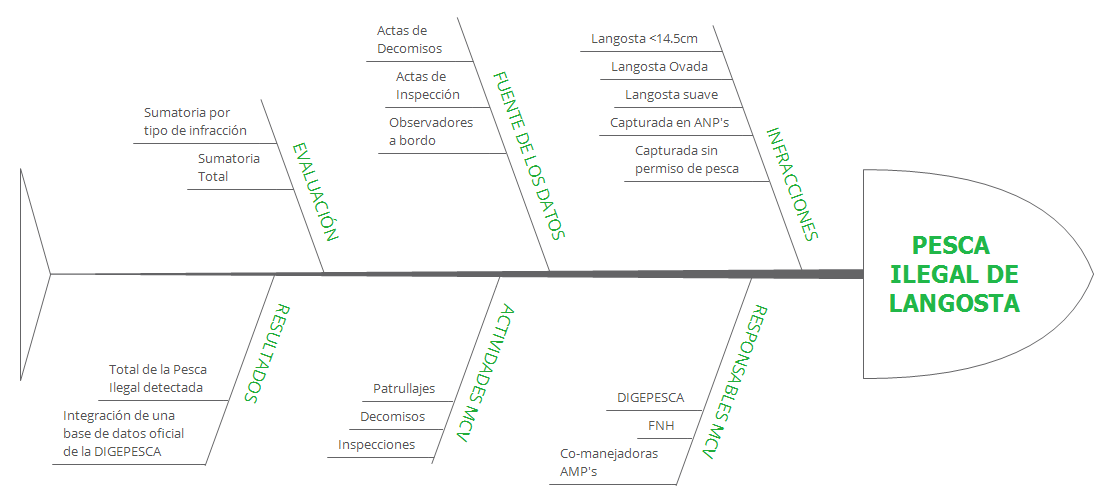 Sumatoria por
tipo de infracción
Sumatoria
Total
EVALUACIÓN
Actas de
Decomisos
Actas de
Inspección
Observadores
a bordo
FUENTE DE LOS DATOS
Langosta <14.5cm
Langosta Ovada
Langosta suave
Capturada en ANP's
Capturada sin
permiso de pesca
INFRACCIONES
PESCA
ILEGAL DE
LANGOSTA
Total de la Pesca
Ilegal detectada
Integración de una
base de datos oficial
de la DIGEPESCA
RESULTADOS
Patrullajes
Decomisos
Inspecciones
ACTIVIDADES MCV
DIGEPESCA
FNH
Co-manejadoras
AMP's
RESPONSABLES MCV